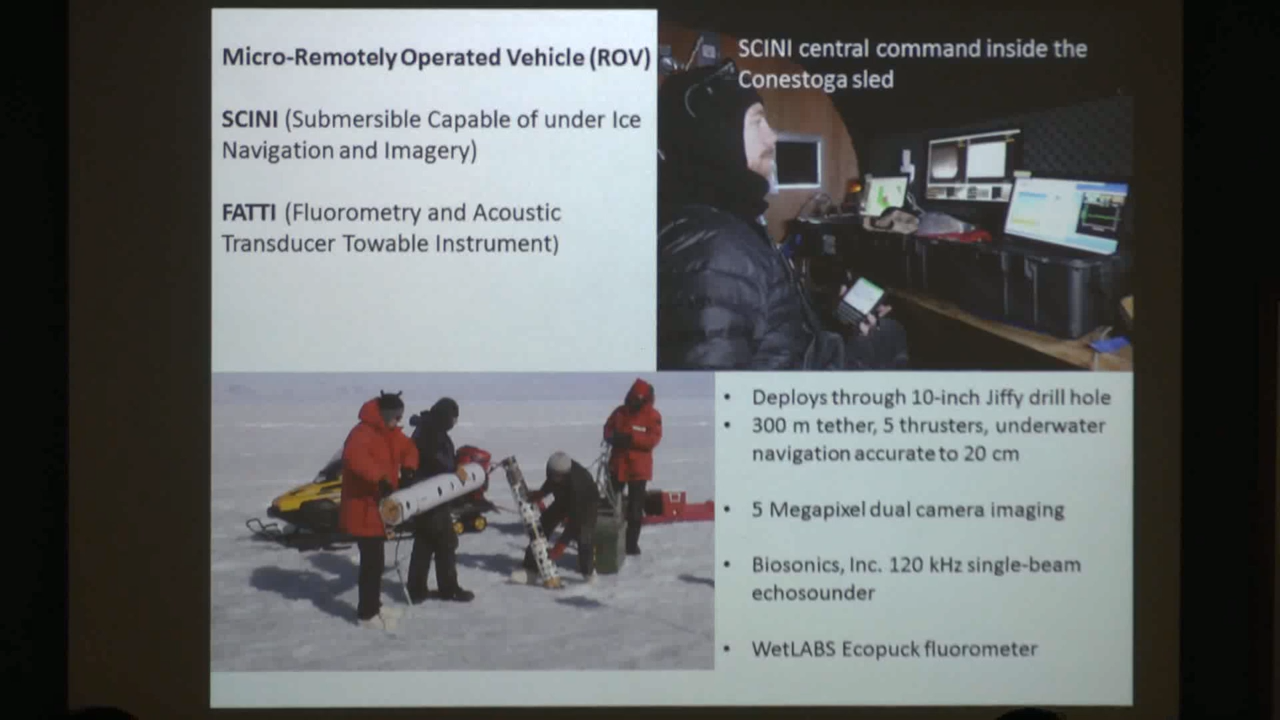 Micro-Remotely Operated Vehicle (ROV)
SCINI (Submersible Capable of under Ice
Navigation and Imagery)
FATTI (Fluorometry and Acoustic
Transducer Towable Instrument)
SCINI central command inside the
Conestoga sled
• Deploys through 10-inch Jiffy drill hole
• 300 m tether, 5 thrusters, underwater
navigation accurate to 20 cm
• 5 Megapixel dual camera imaging
• Biosonics, Inc. 120 kHz single-beam
echosounder
• WetLABS Ecopuck fluorometer